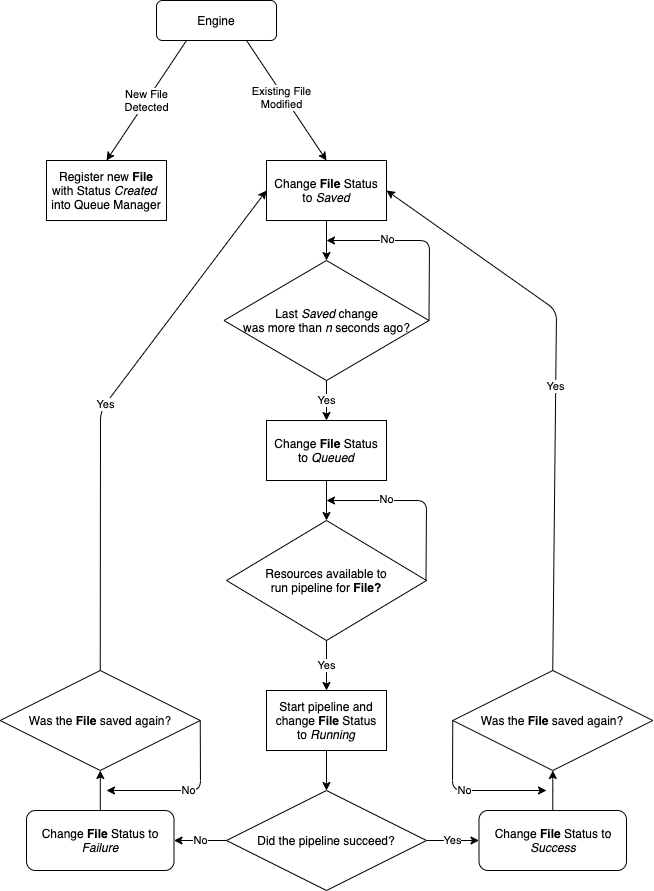 Engine
New File
Detected
Existing File
Modified
Register new File
with Status Created
into Queue Manager
Change File Status
to Saved
No
Last Saved change
was more than n seconds ago?
Yes
Yes
Yes
Change File Status
to Queued
No
Resources available to
run pipeline for File?
Yes
Start pipeline and
change File Status
to Running
Was the File saved again?
Was the File saved again?
No
No
Change File Status to
Failure
No
Did the pipeline succeed?
Yes
Change File Status to
Success